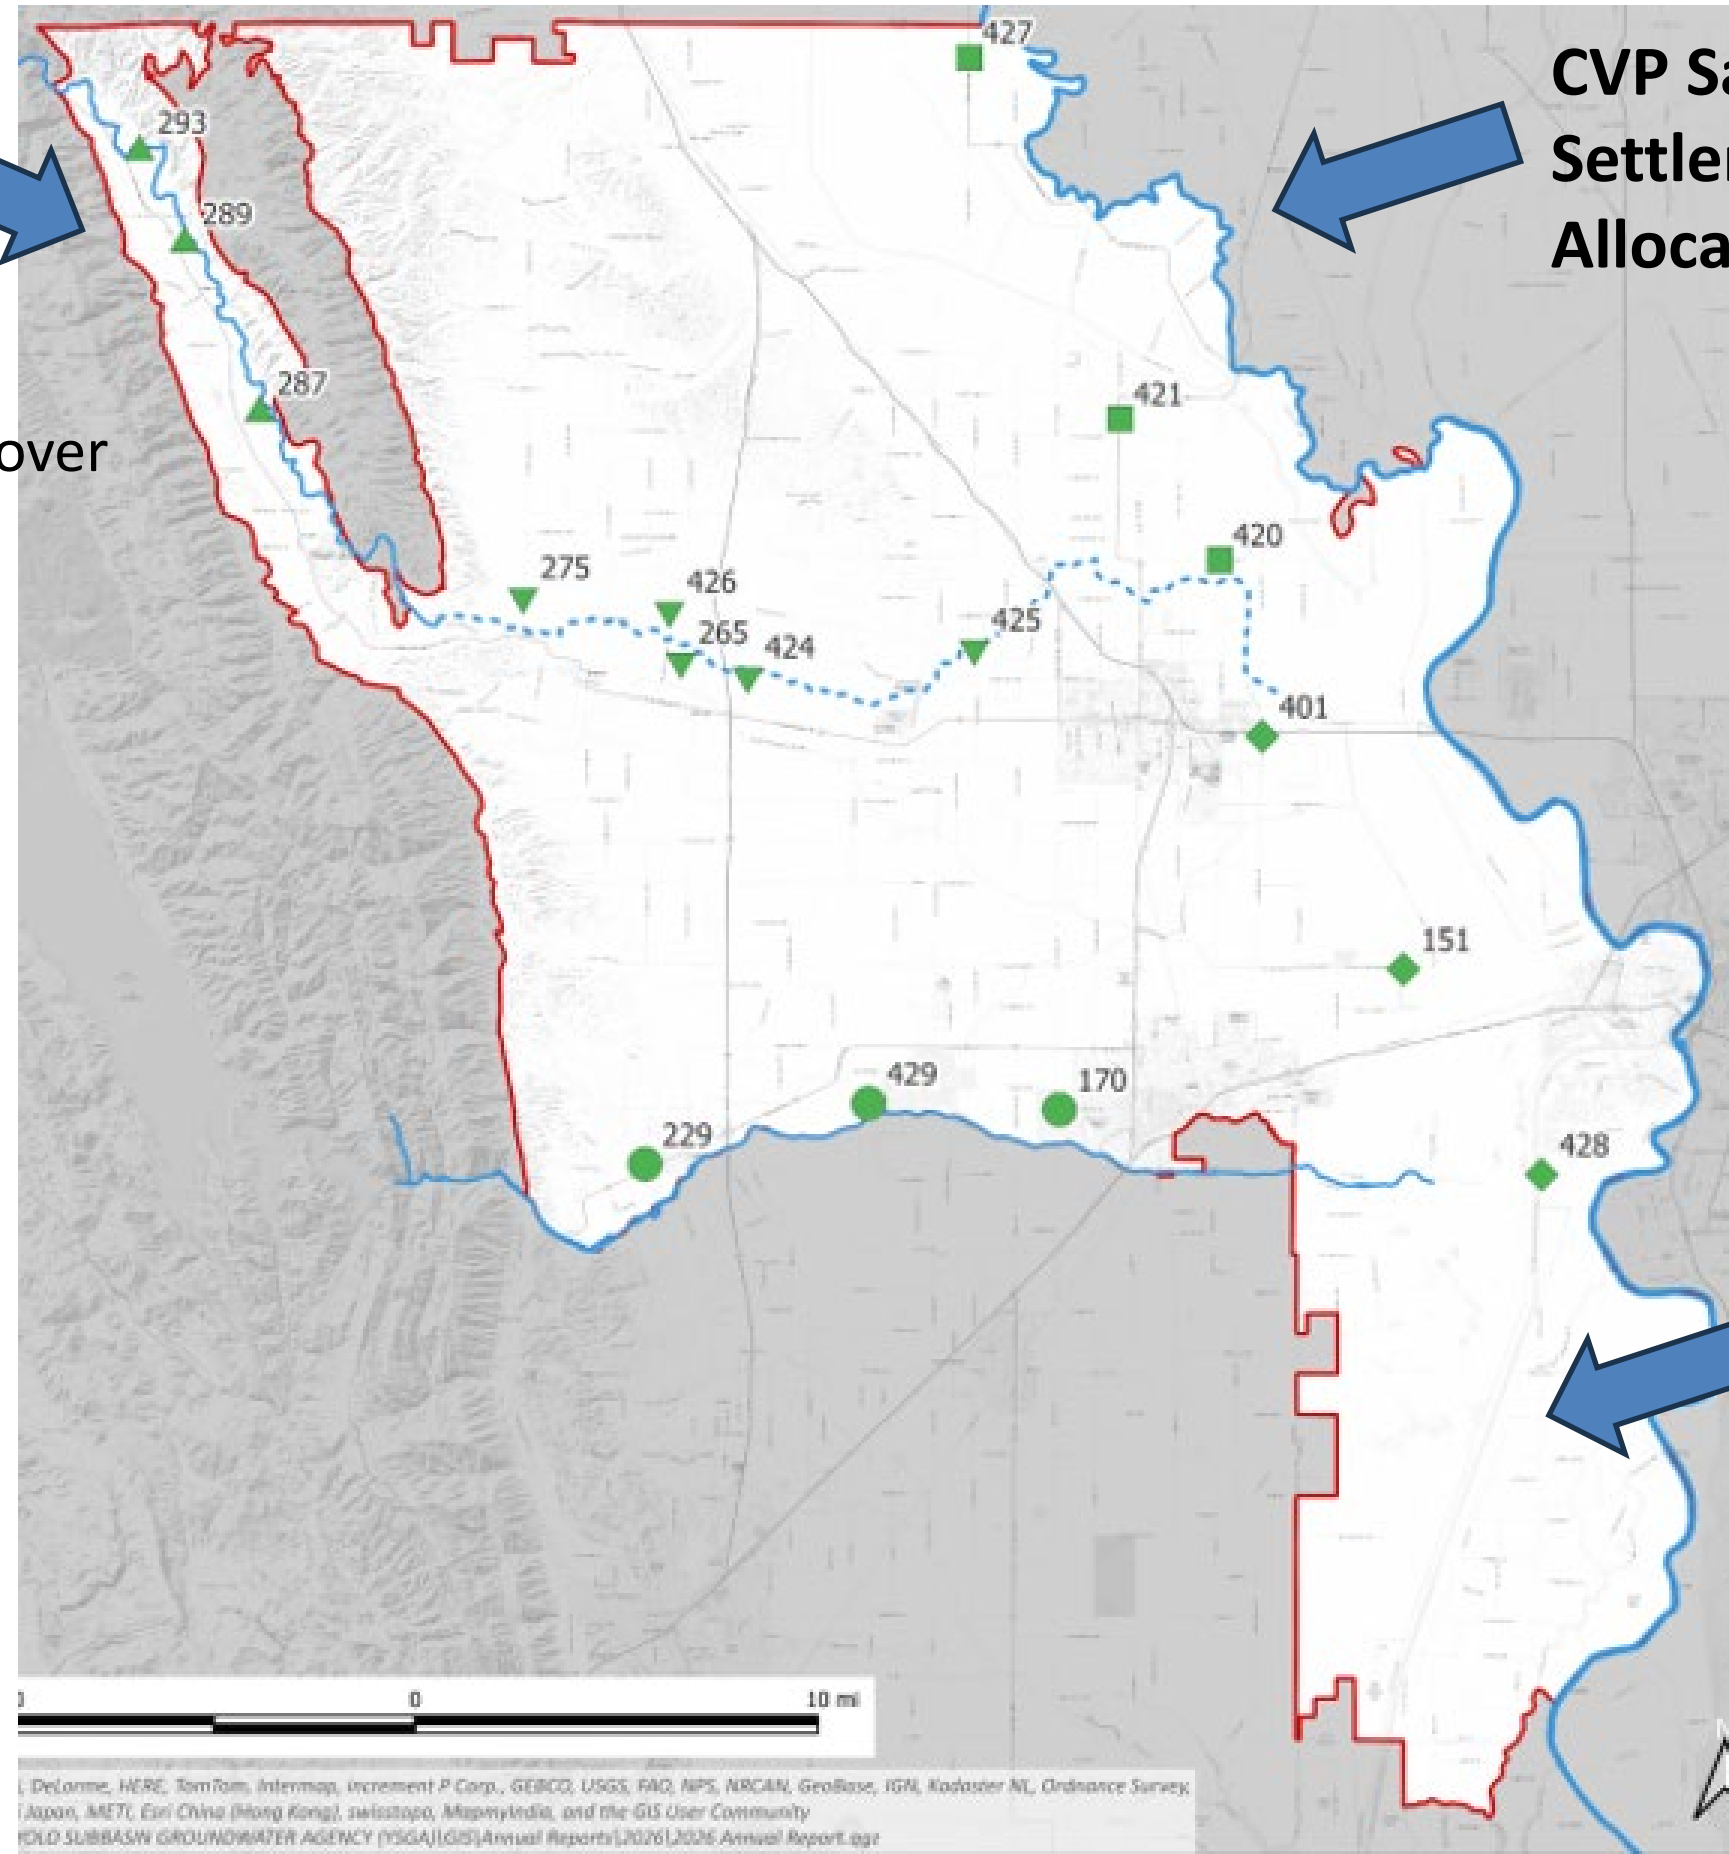 427
CVP Sa
Settler
Alloca
293
289
287
over
421
420
275
426
265
424
425
401
151
429
170
229
428
0
10 mi
, DeLorme, HERE, TomTom, Intermap, increment P Corp., GEBCO, USGS, FAO, NPS, NRCAN, GeoBase, IGN, Kadaster NL, Ordnance Survey,
Japan, METI, Esri China (Hong Kong), swisstopo, MapmyIndia, and the GIS User Community
YOLO SUBBASIN GROUNDWATER AGENCY (YSGA)\GIS\Annual Reports\2026\2026 Annual Report.qgz